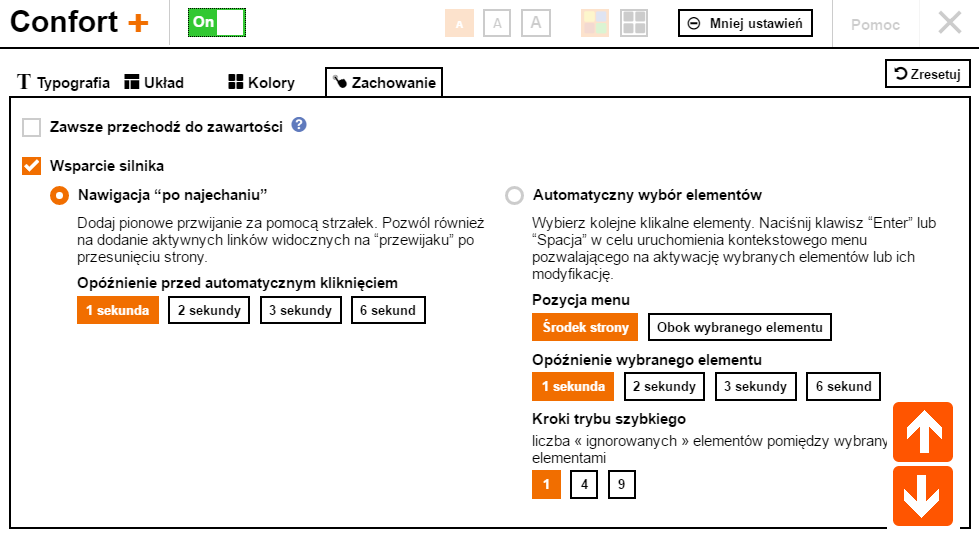 Confort +
On
A
A
A
Mniej ustawień
Pomoc
Zresetuj
Typografia
Układ
Kolory
Zachowanie
Zawsze przechodź do zawartości ?
Wsparcie silnika
Nawigacja “po najechaniu”
Dodaj pionowe przwijanie za pomocą strzałek. Pozwól również
na dodanie aktywnych linków widocznych na “przewijaku” po
przesunięciu strony.
Opóźnienie przed automatycznym kliknięciem
1 sekunda
2 sekundy
3 sekundy
6 sekund
Automatyczny wybór elementów
Wybierz kolejne klikalne elementy. Naciśnij klawisz “Enter” lub
“Spacja” w celu uruchomienia kontekstowego menu
pozwalającego na aktywację wybranych elementów lub ich
modyfikację.
Pozycja menu
Środek strony
Obok wybranego elementu
Opóźnienie wybranego elementu
1 sekunda
2 sekundy
3 sekundy
6 sekund
Kroki trybu szybkiego
liczba « ignorowanych » elementów pomiędzy wybrany
elementami
1
4
9